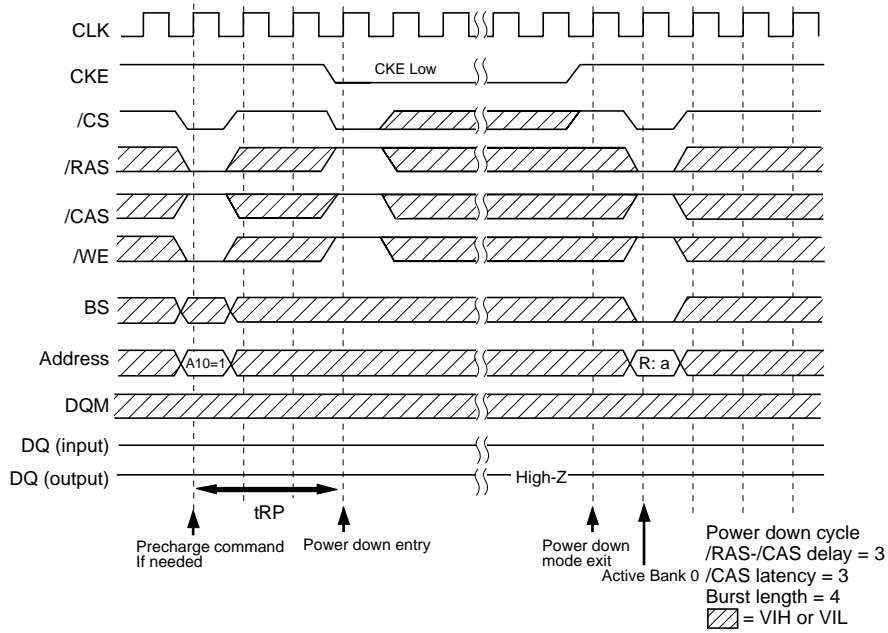 CLK
CKE
CKE Low
/CS
/RAS
/CAS
/WE
BS
Address
A10=1
R: a
DQM
DQ (input)
DQ (output)
High-Z
tRP
Precharge command
If needed
Power down entry
Power down
mode exit
Active Bank 0
Power down cycle
/RAS-/CAS delay = 3
/CAS latency = 3
Burst length = 4
= VIH or VIL